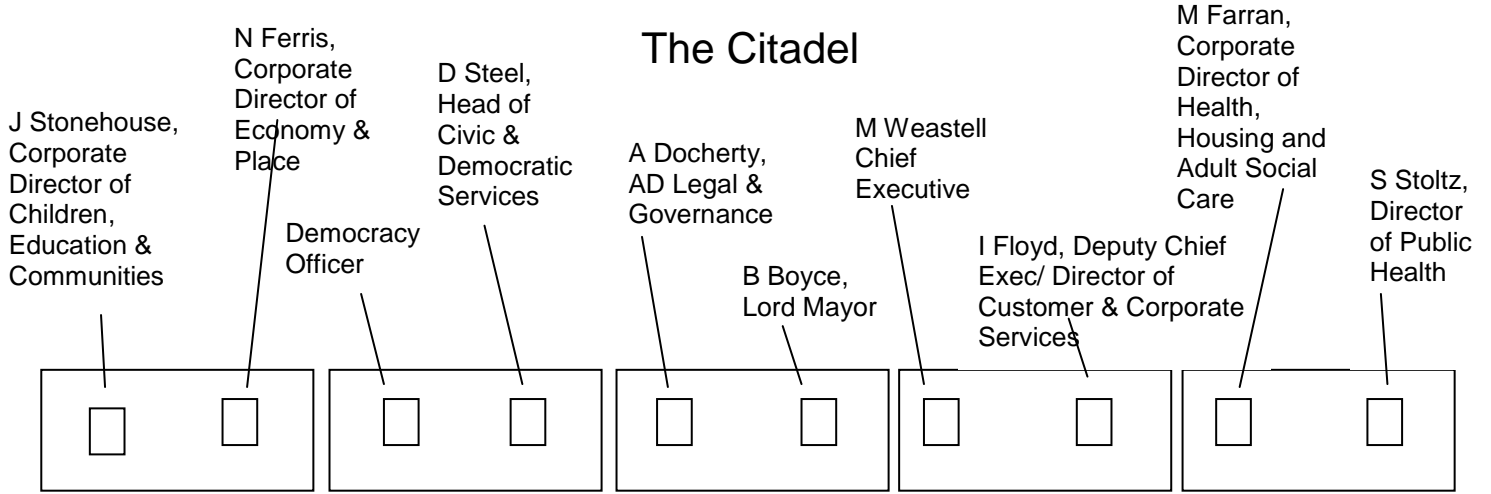 The Citadel
J Stonehouse,
Corporate
Director of
Children,
Education &
Communities
N Ferris,
Corporate
Director of
Economy &
Place
Democracy
Officer
D Steel,
Head of
Civic &
Democratic
Services
A Docherty,
AD Legal &
Governance
B Boyce,
Lord Mayor
M Weastell
Chief
Executive
I Floyd, Deputy Chief
Exec/ Director of
Customer & Corporate
Services
M Farran,
Corporate
Director of
Health,
Housing and
Adult Social
Care
S Stoltz,
Director
of Public
Health